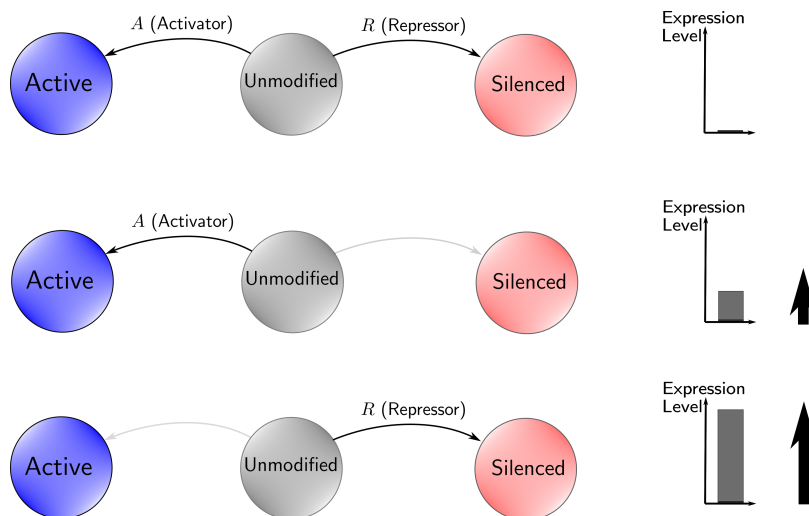 A (Activator)
R (Repressor)
Expression
Level
Active
Unmodified
Silenced
A (Activator)
Expression
Level
Active
Unmodified
Silenced
R (Repressor)
Expression
Level
Active
Unmodified
Silenced